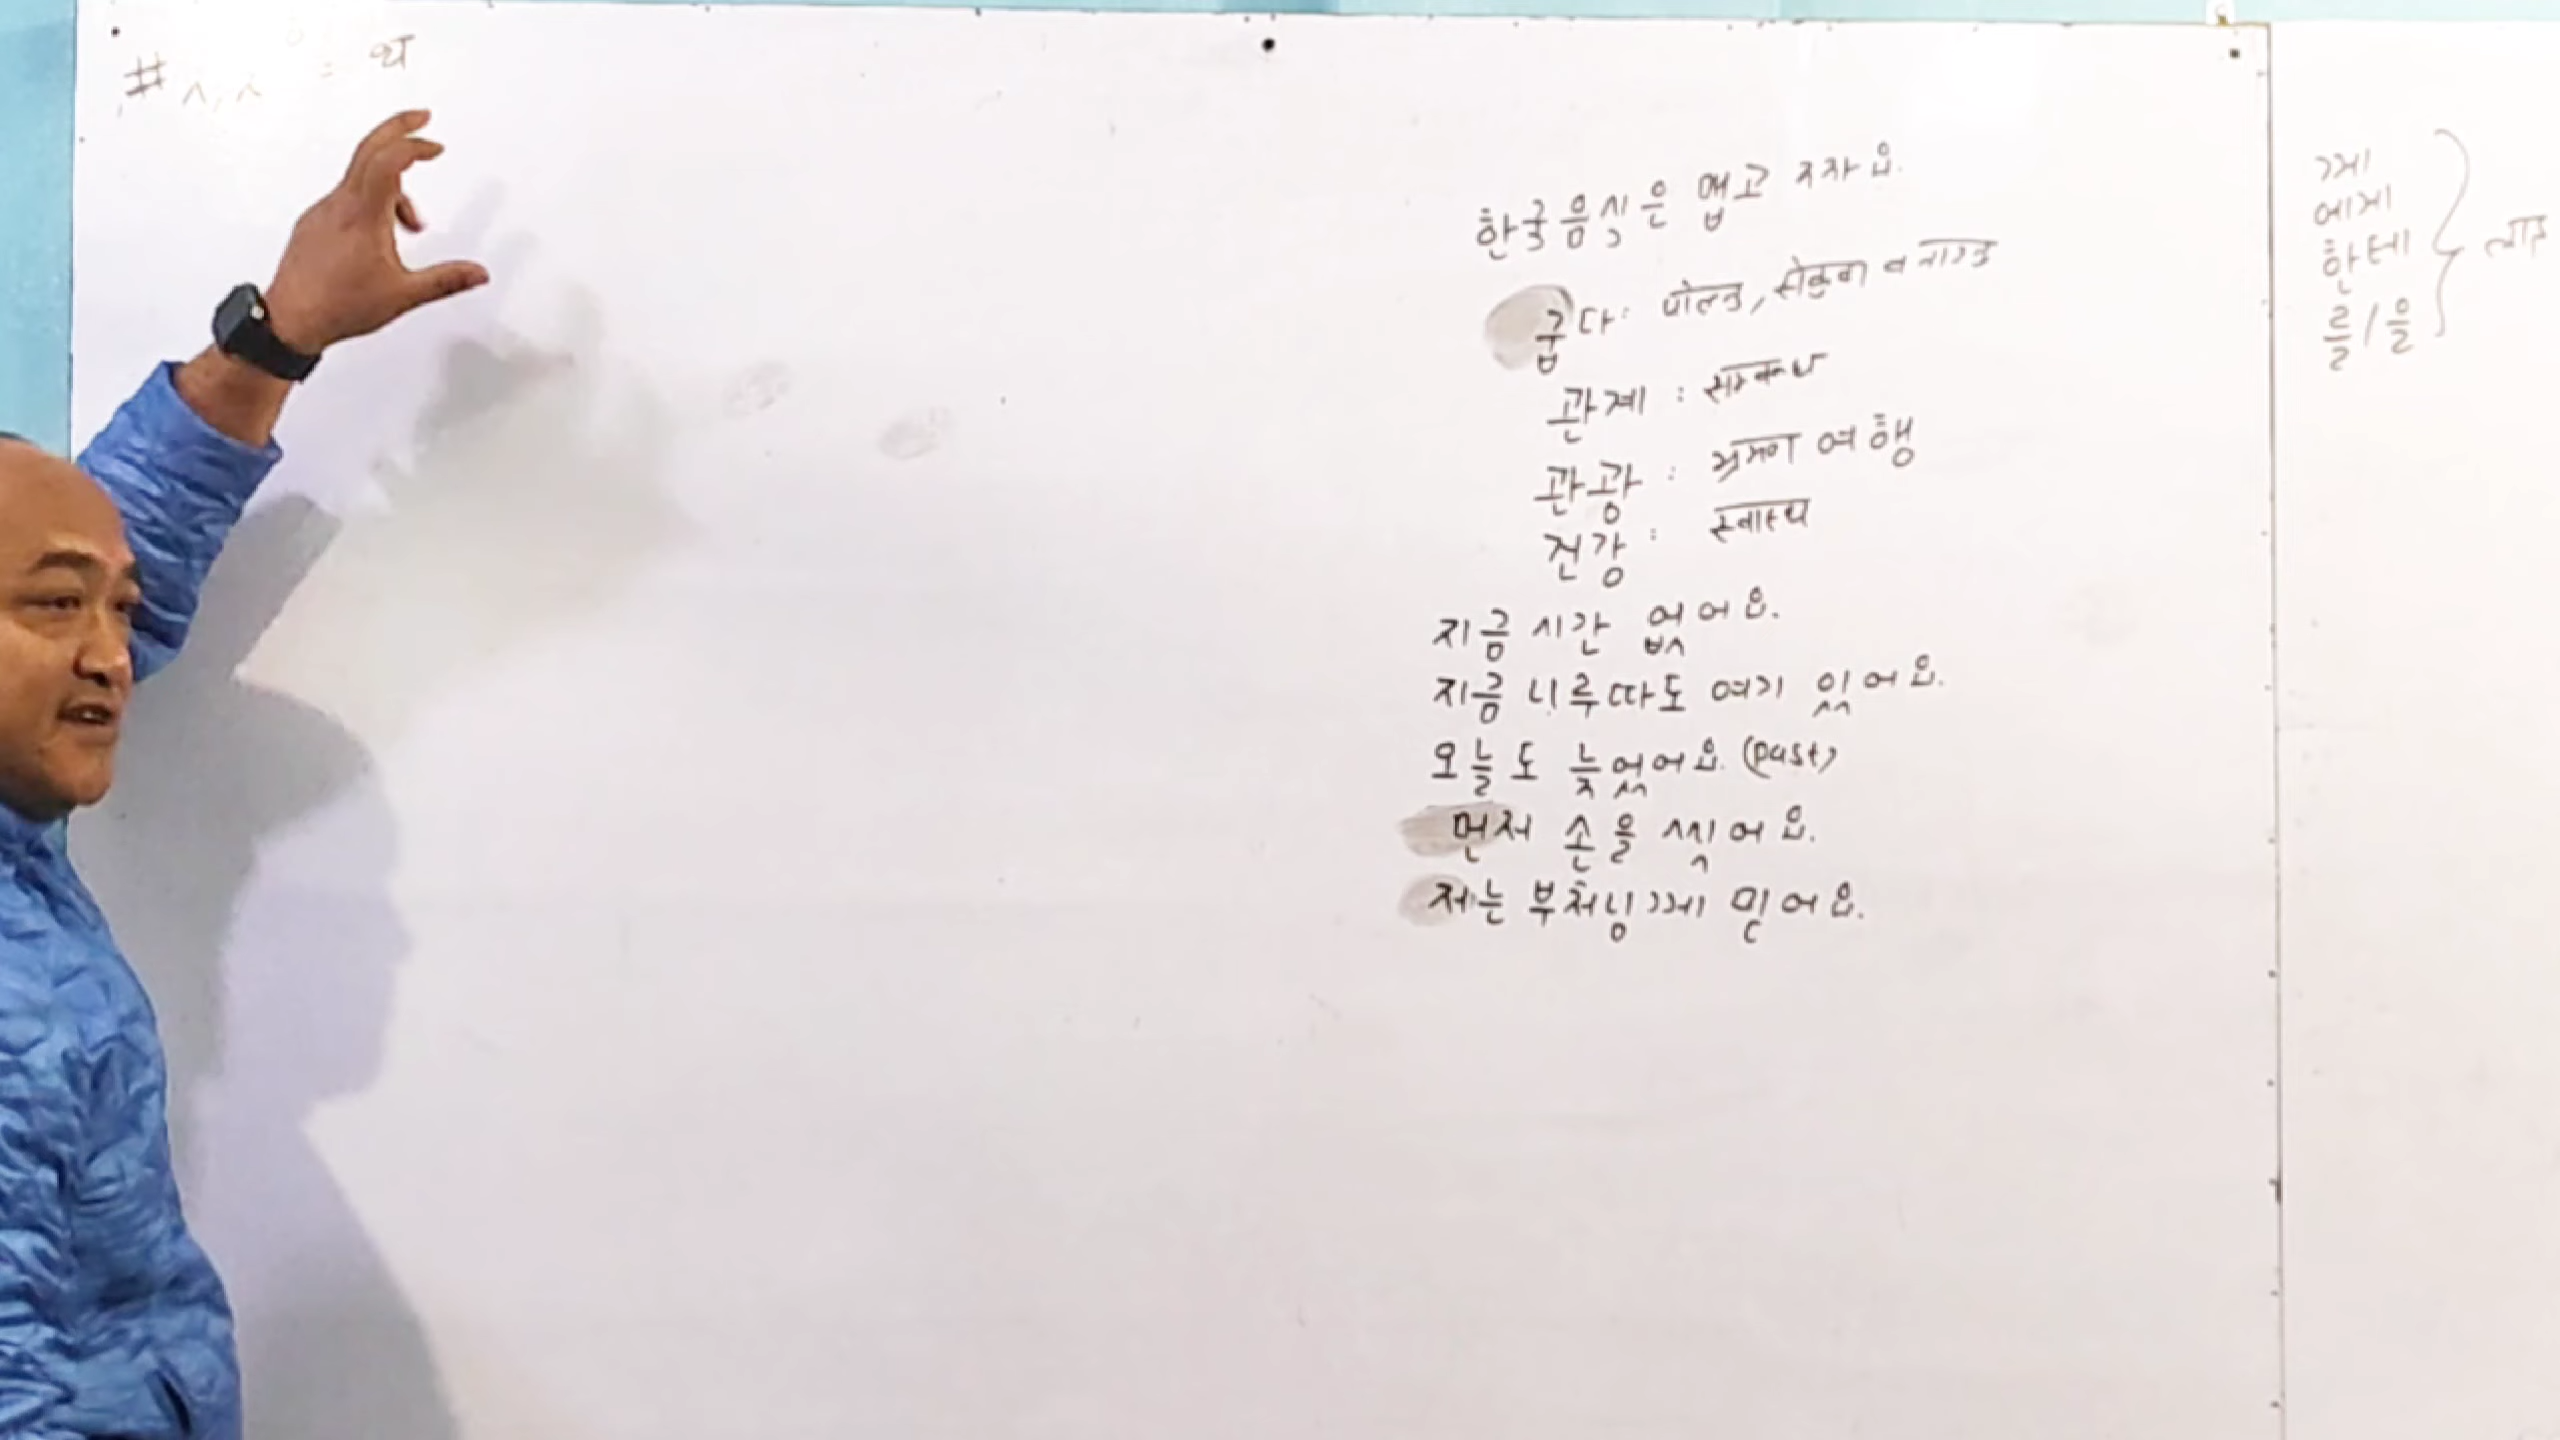 # ㅅ, ㅆ = था
한국음식은 맵고 짜요.
굽다: पोल्नु, सेकुवा बनाउनु
관계 : सम्बन्ध
관광 : भ्रमण 여행
건강 : स्वास्थ्य
지금 시간 없어요.
지금 니루따도 여기 있어요.
오늘도 늦었어요. (past)
먼저 손을 씻어요.
저는 부처닝께 믿어요.
께
에게
한테
를/을
लाई